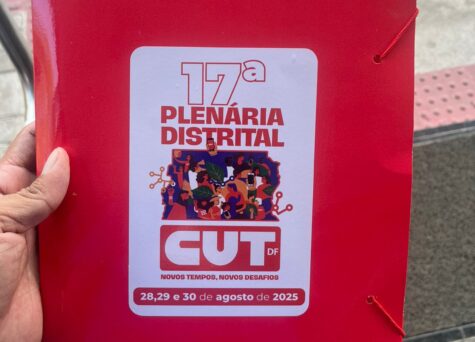 17ª
PLENÁRIA
DISTRITAL
CUT DF
NOVOS TEMPOS, NOVOS DESAFIOS
28,29 e 30 de agosto de 2025